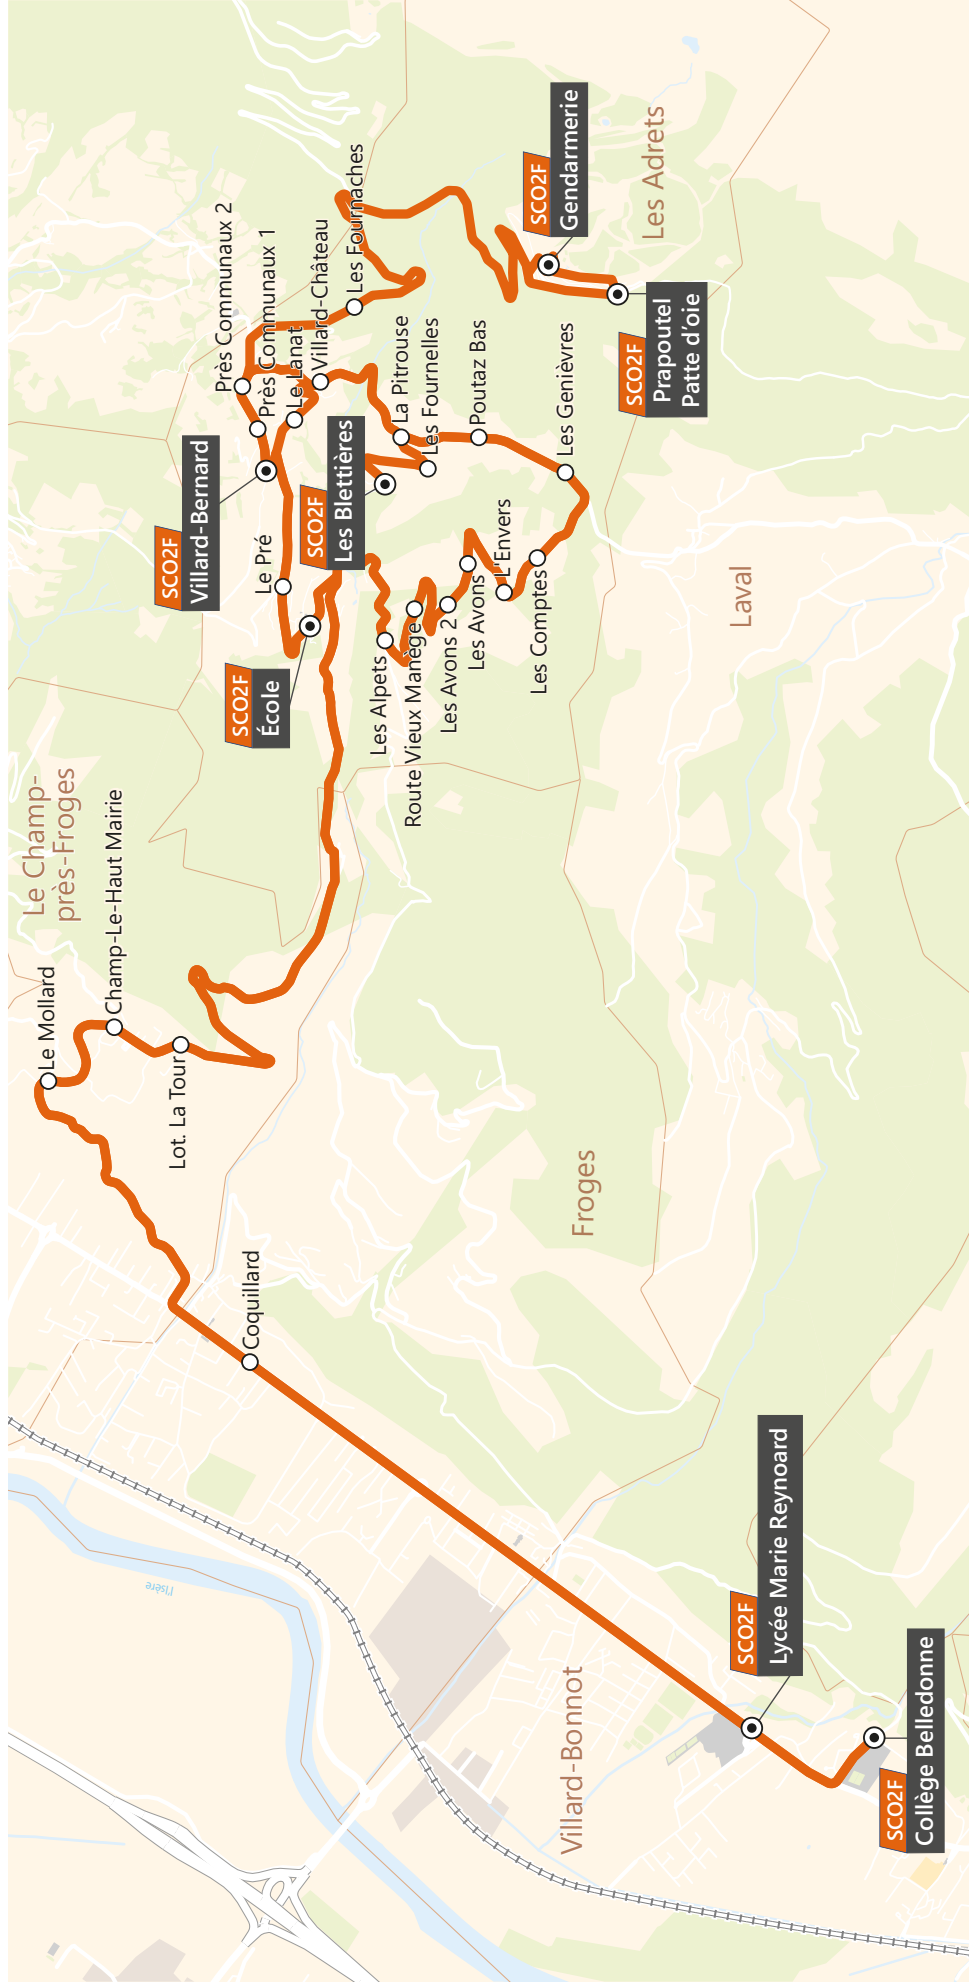 Le Champ-
près-Froges
Le Mollard
Champ-Le-Haut Mairie
Lot. La Tour
Coquillard
SCO2F
École
SCO2F
Villard-Bernard
Le Pré
Près Communaux 2
Près Communaux 1
Le Lanat
Villard-Château
Les Fournaches
SCO2F
Les Blettières
La Pitrouse
Les Fournelles
Poutaz Bas
Les Genièvres
Les Alpets
Route Vieux Manège
Les Avons 2
Les Avons
L'Envers
Les Comptes
SCO2F
Gendarmerie
Les Adrets
SCO2F
Prapoutel
Patte d'oie
Laval
Froges
l'Isère
Villard-Bonnot
SCO2F
Lycée Marie Reynoard
SCO2F
Collège Belledonne